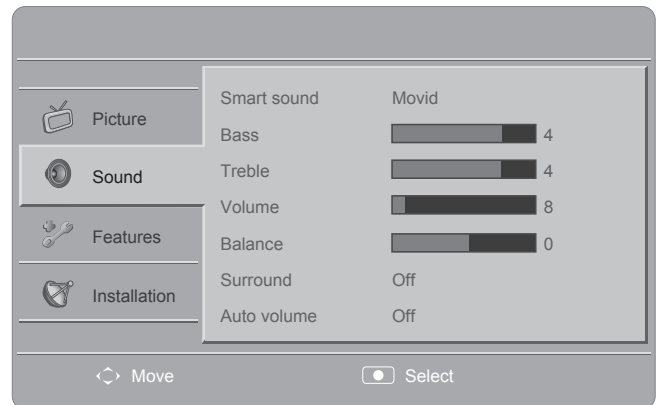 Picture
Sound
Features
Installation
Smart sound Movid
Bass 4
Treble 4
Volume 8
Balance 0
Surround Off
Auto volume Off
Move Select